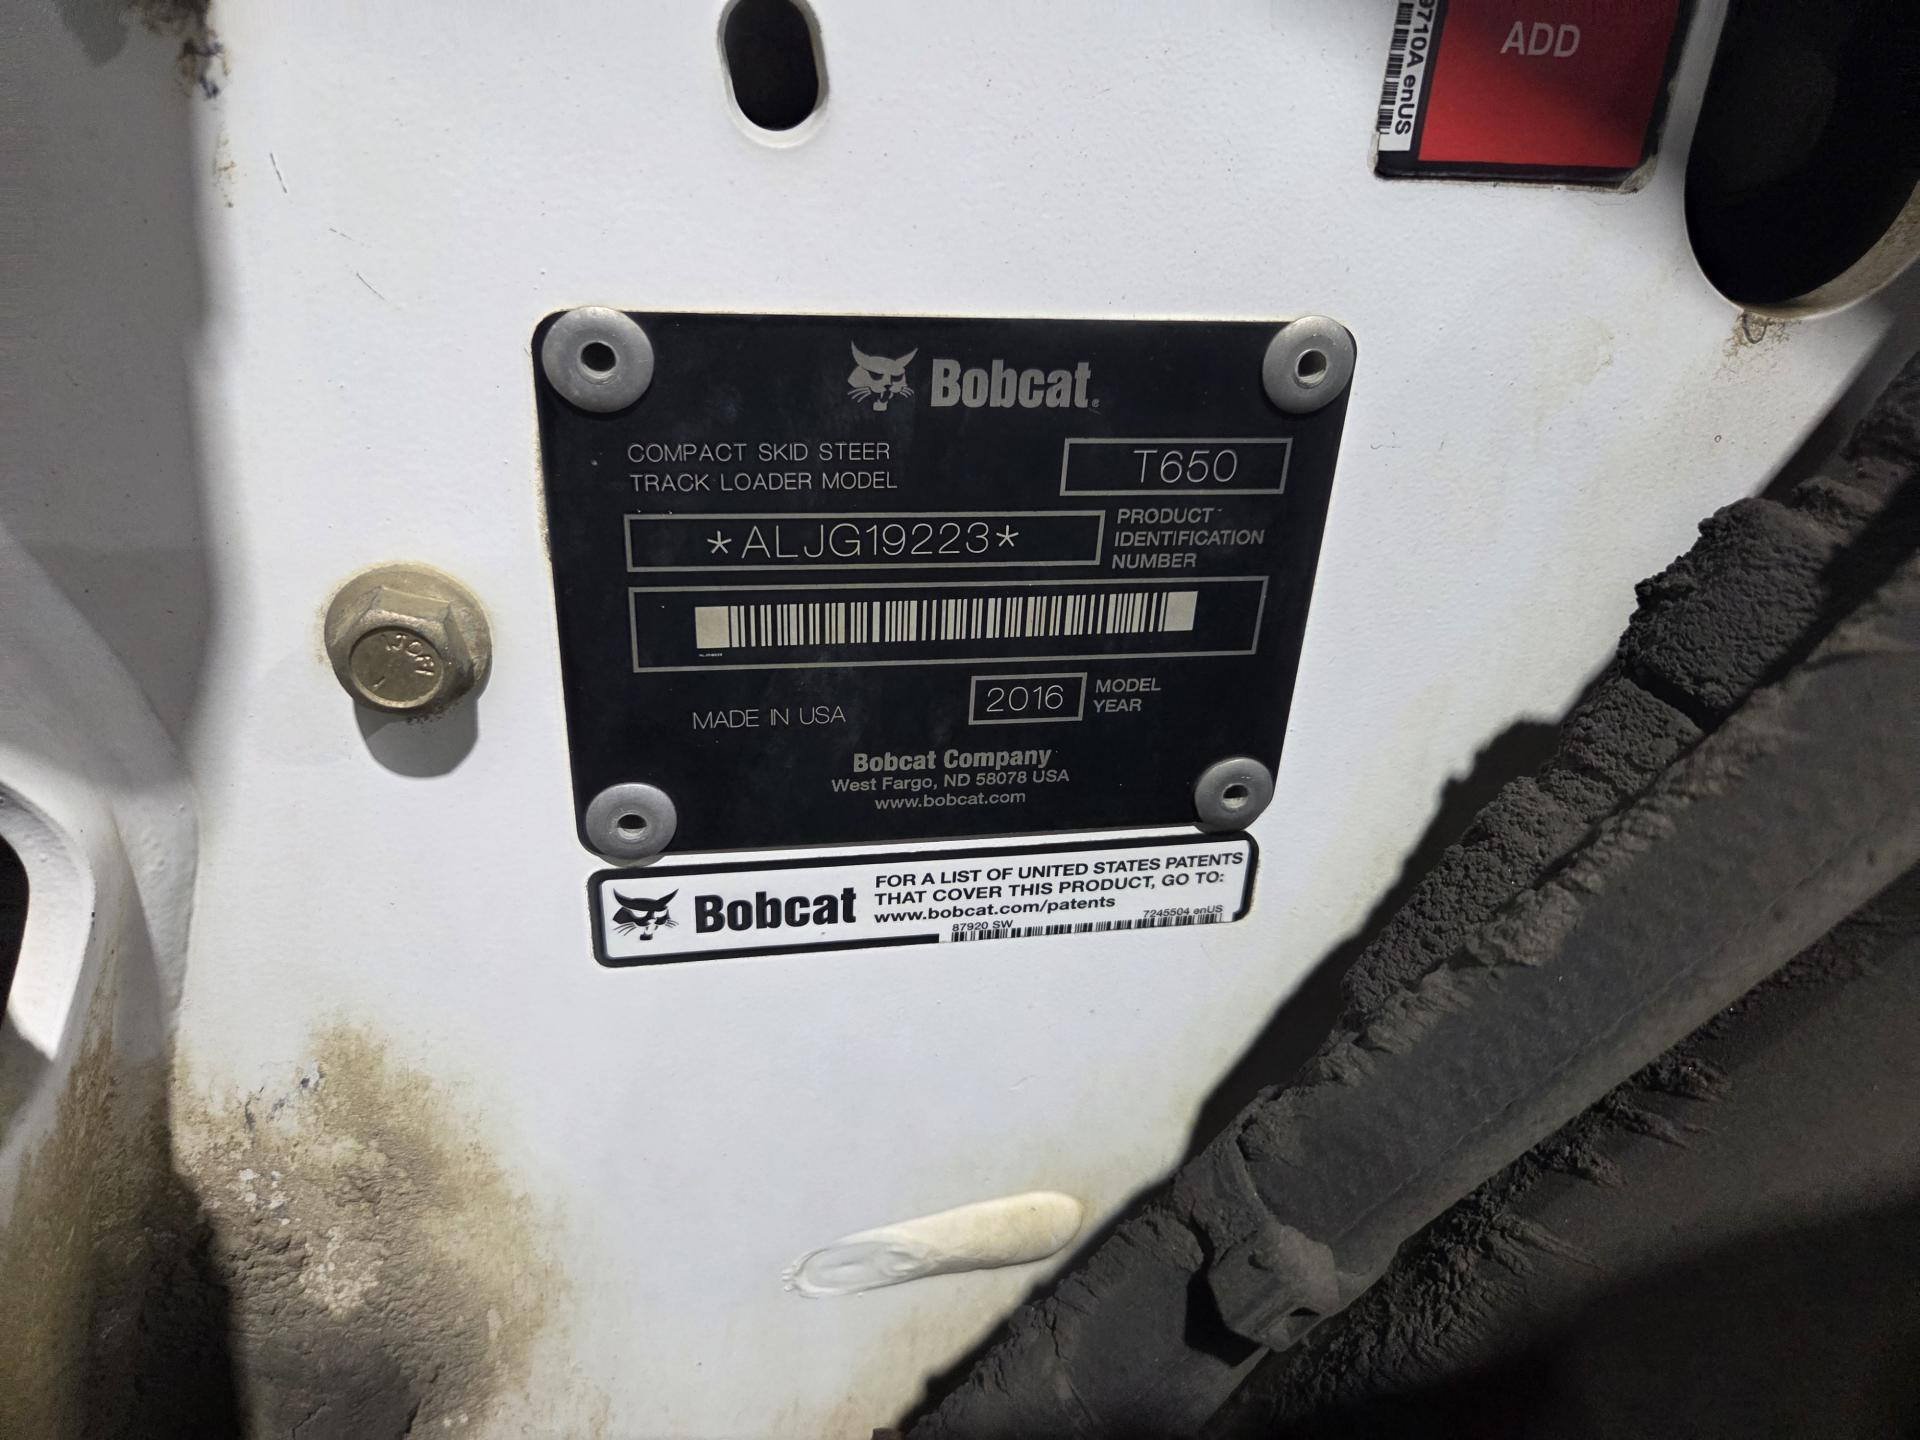 9710A enUS
ADD
Bobcat
COMPACT SKID STEER
TRACK LOADER MODEL
T650
*ALJG19223*
PRODUCT
IDENTIFICATION
NUMBER
MADE IN USA
2016
MODEL
YEAR
Bobcat Company
West Fargo, ND 58078 USA
www.bobcat.com
Bobcat
FOR A LIST OF UNITED STATES PATENTS
THAT COVER THIS PRODUCT, GO TO:
www.bobcat.com/patents
87920 SW
7245504 enUS